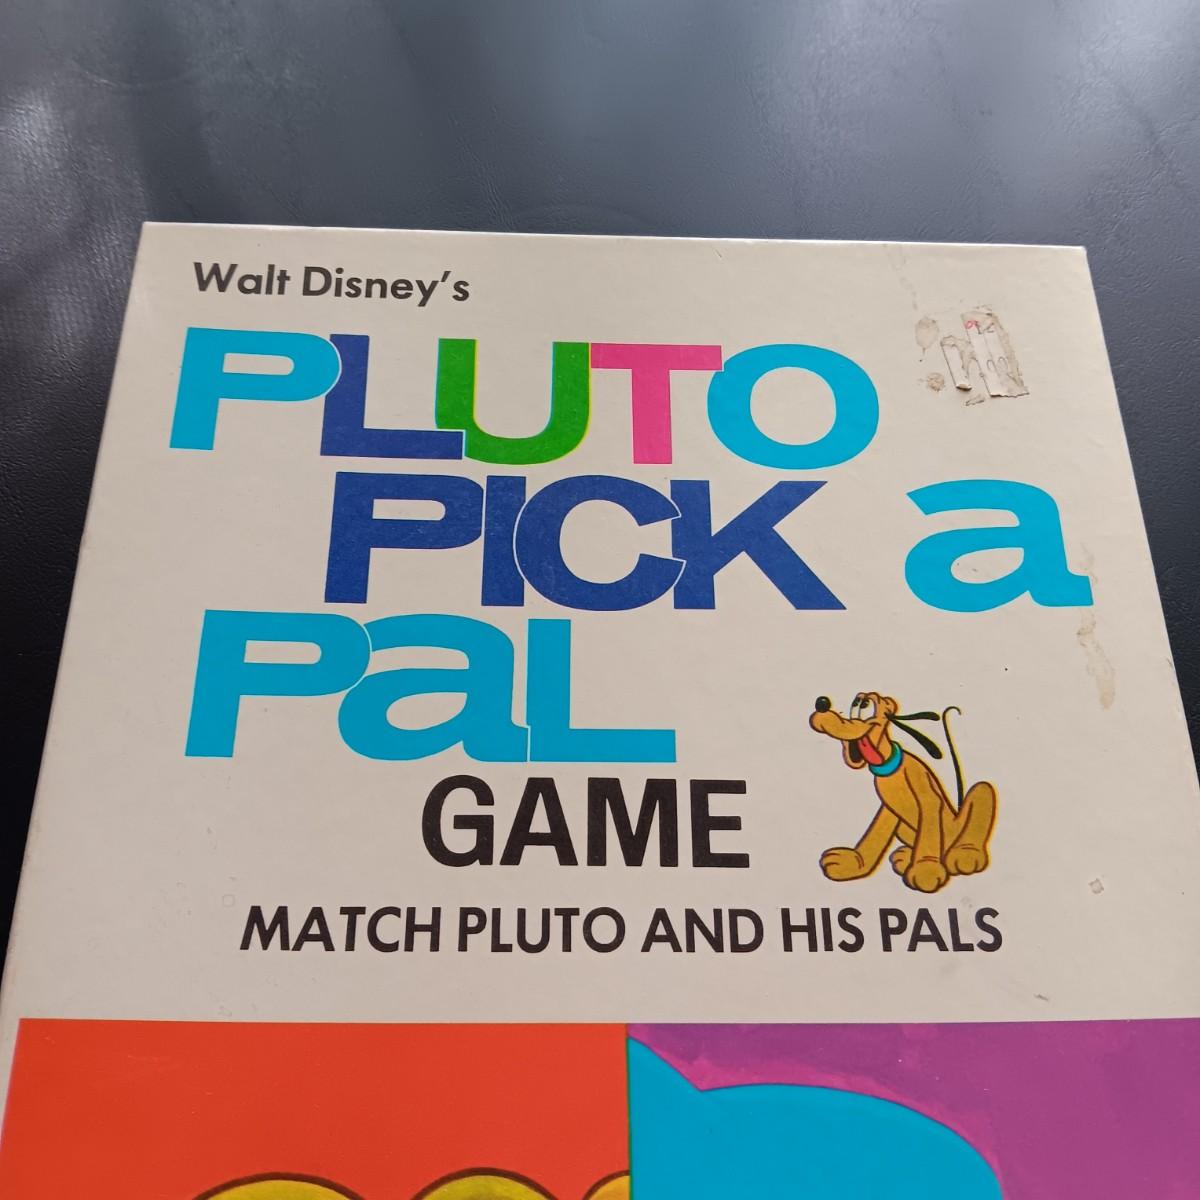 Walt Disney's
PLUTO
PICK a
PaL
GAME
MATCH PLUTO AND HIS PALS